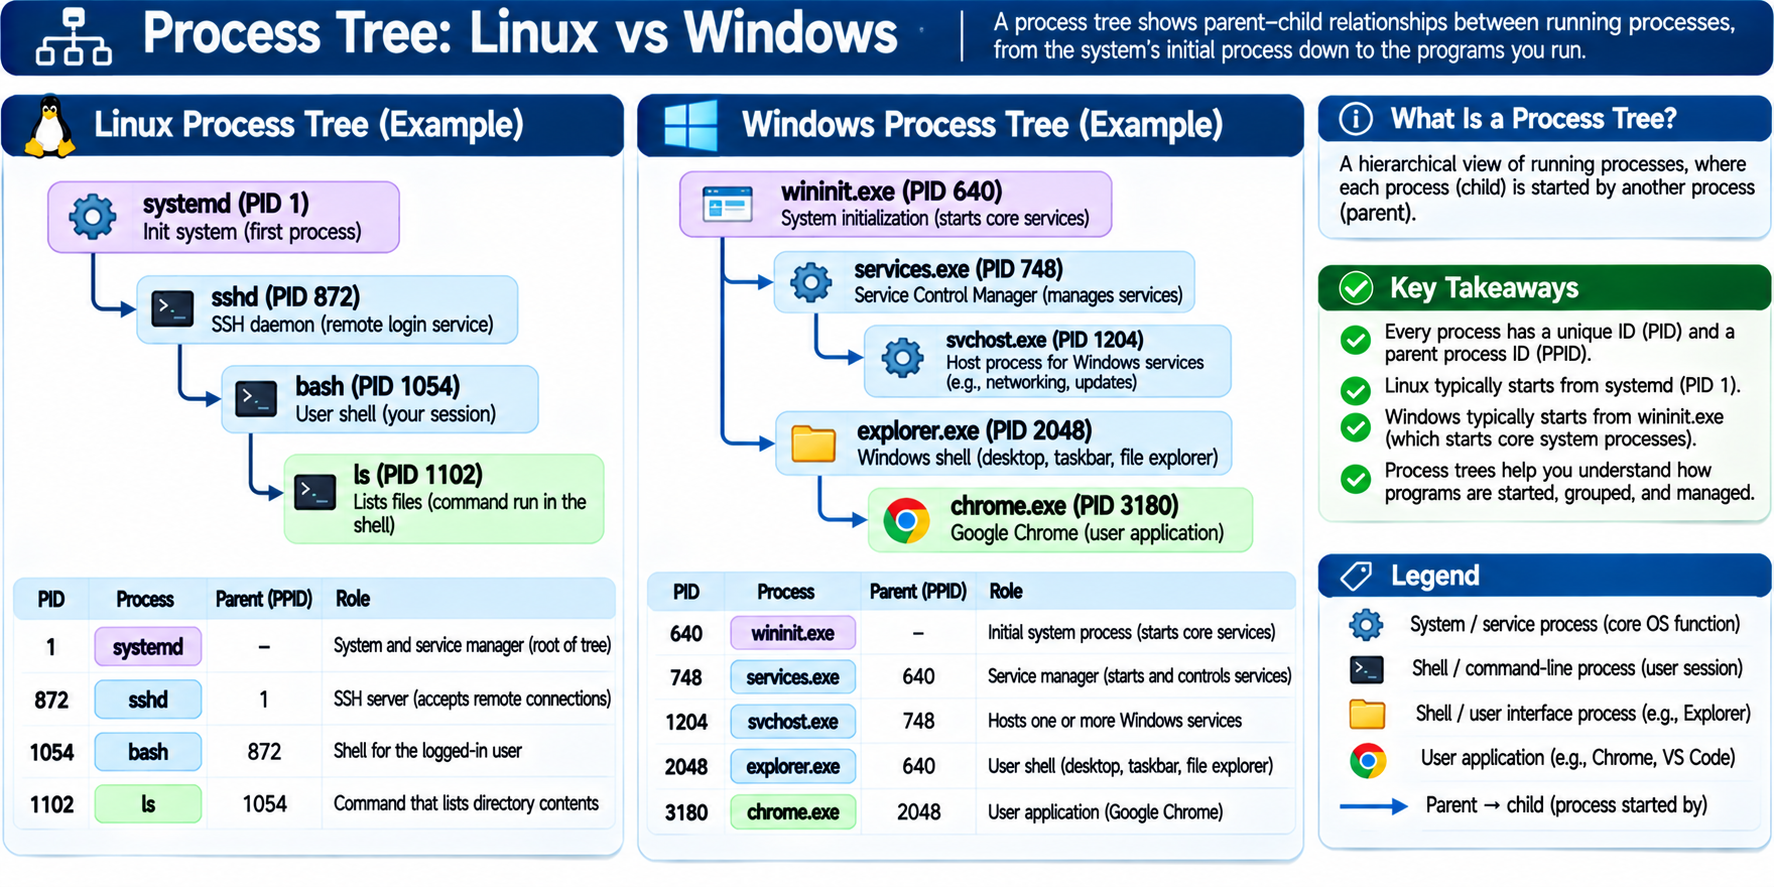 Process Tree: Linux vs Windows
A process tree shows parent–child relationships between running processes,
from the system's initial process down to the programs you run.
Linux Process Tree (Example)
systemd (PID 1)
Init system (first process)
sshd (PID 872)
SSH daemon (remote login service)
bash (PID 1054)
User shell (your session)
ls (PID 1102)
Lists files (command run in the
shell)
PID Process Parent (PPID) Role
1 systemd – System and service manager (root of tree)
872 sshd 1 SSH server (accepts remote connections)
1054 bash 872 Shell for the logged-in user
1102 ls 1054 Command that lists directory contents
Windows Process Tree (Example)
wininit.exe (PID 640)
System initialization (starts core services)
services.exe (PID 748)
Service Control Manager (manages services)
svchost.exe (PID 1204)
Host process for Windows services
(e.g., networking, updates)
explorer.exe (PID 2048)
Windows shell (desktop, taskbar, file explorer)
chrome.exe (PID 3180)
Google Chrome (user application)
PID Process Parent (PPID) Role
640 wininit.exe – Initial system process (starts core services)
748 services.exe 640 Service manager (starts and controls services)
1204 svchost.exe 748 Hosts one or more Windows services
2048 explorer.exe 640 User shell (desktop, taskbar, file explorer)
3180 chrome.exe 2048 User application (Google Chrome)
What Is a Process Tree?
A hierarchical view of running processes, where
each process (child) is started by another process
(parent).
Key Takeaways
Every process has a unique ID (PID) and a
parent process ID (PPID).
Linux typically starts from systemd (PID 1).
Windows typically starts from wininit.exe
(which starts core system processes).
Process trees help you understand how
programs are started, grouped, and managed.
Legend
System / service process (core OS function)
Shell / command-line process (user session)
Shell / user interface process (e.g., Explorer)
User application (e.g., Chrome, VS Code)
Parent → child (process started by)